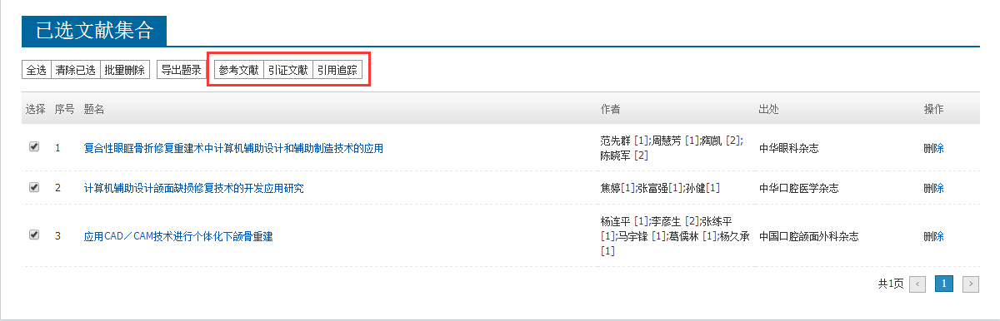 已选文献集合
全选 清除已选 批量删除 导出题录 参考文献 引证文献 引用追踪
选择 序号 题名 作者 出处 操作
1 复合性眼眶骨折修复重建术中计算机辅助设计和辅助制造技术的应用 范先群 [1];周慧芳 [1];陶凯 [2]; 中华眼科杂志 删除
陈晓军 [2]
2 计算机辅助设计颌面缺损修复技术的开发应用研究 焦婷[1];张富强[1];孙健[1] 中华口腔医学杂志 删除
杨连平 [1];李彦生 [2];张练平
3 应用CAD／CAM技术进行个体化下颌骨重建 [1];马宇锋 [1];葛儒林 [1];杨久承 中国口腔颌面外科杂志 删除
[1]
共1页 < 1 >